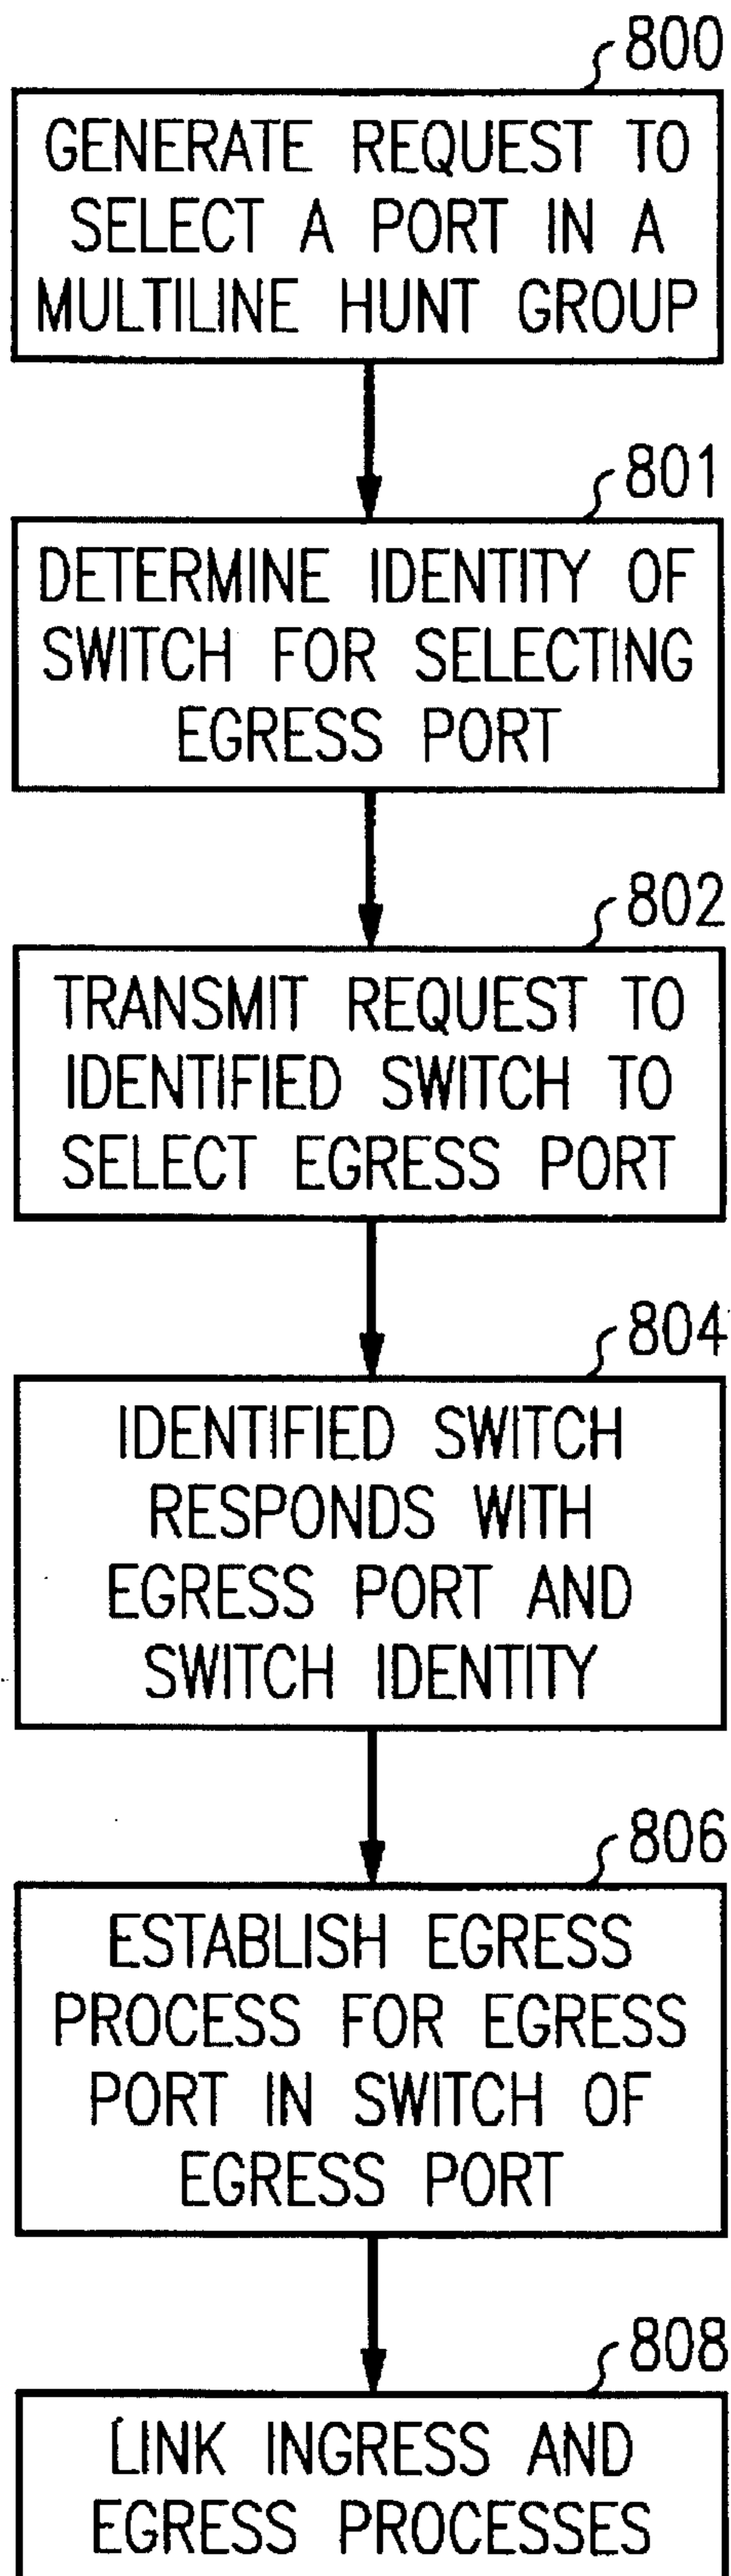 800
GENERATE REQUEST TO
SELECT A PORT IN A
MULTILINE HUNT GROUP
801
DETERMINE IDENTITY OF
SWITCH FOR SELECTING
EGRESS PORT
802
TRANSMIT REQUEST TO
IDENTIFIED SWITCH TO
SELECT EGRESS PORT
804
IDENTIFIED SWITCH
RESPONDS WITH
EGRESS PORT AND
SWITCH IDENTITY
806
ESTABLISH EGRESS
PROCESS FOR EGRESS
PORT IN SWITCH OF
EGRESS PORT
808
LINK INGRESS AND
EGRESS PROCESSES